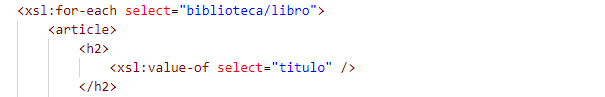 <xsl:for-each select="biblioteca/libro">
<article>
<h2>
<xsl:value-of select="titulo" />
</h2>